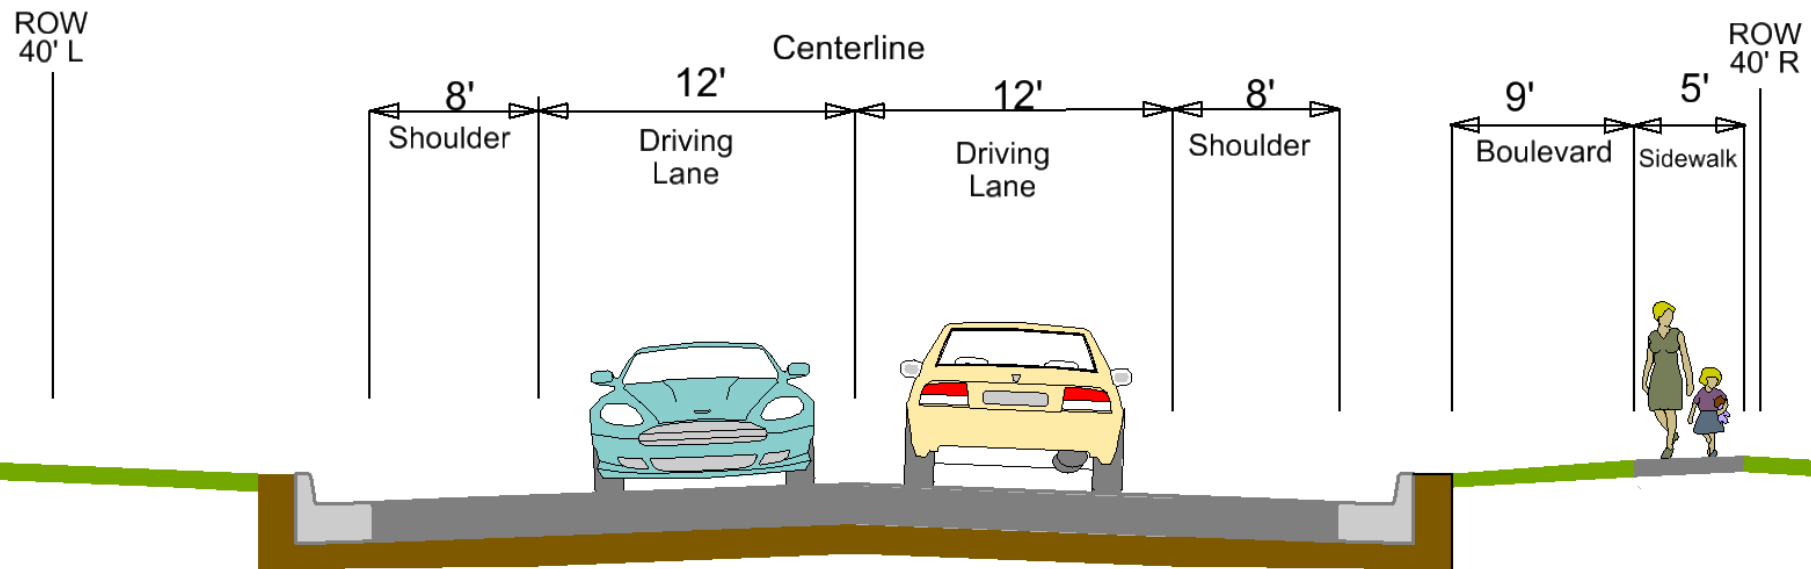 ROW
40' L
Centerline
ROW
40' R
8'
12'
12'
8'
9'
5'
Shoulder
Driving
Lane
Driving
Lane
Shoulder
Boulevard
Sidewalk